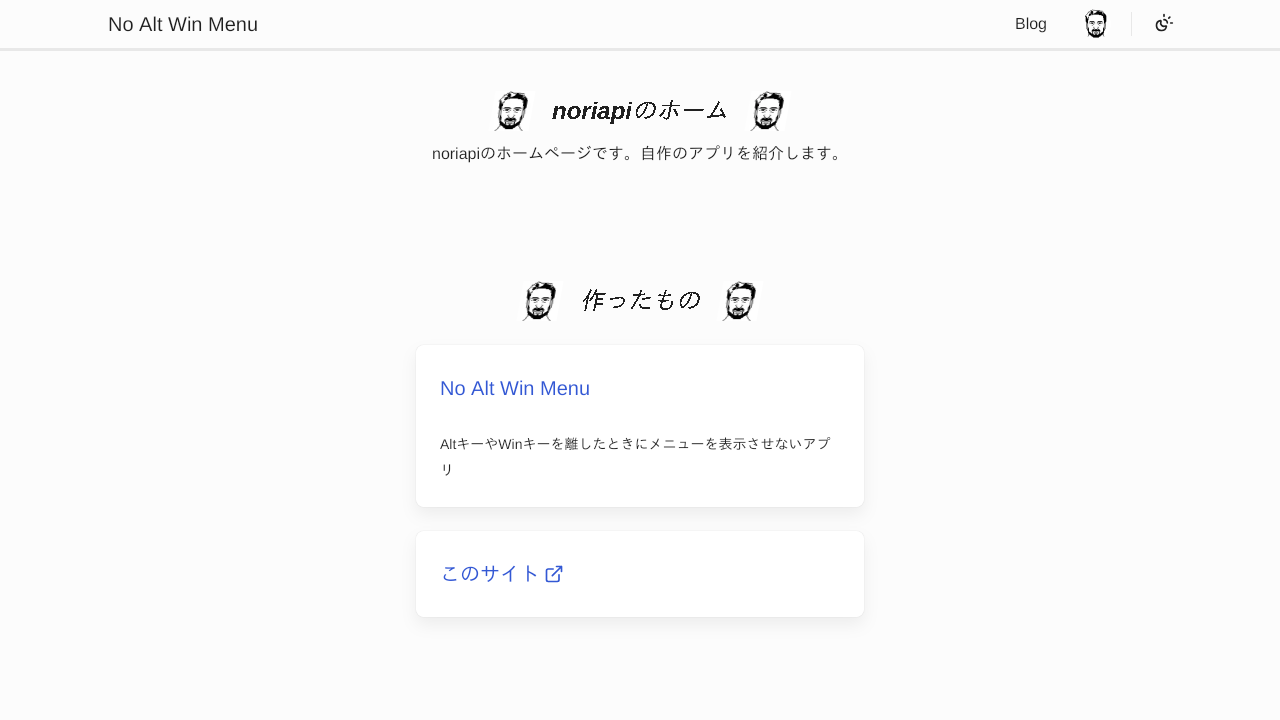 No Alt Win Menu
Blog
noriapiのホーム
noriapiのホームページです。自作のアプリを紹介します。
作ったもの
No Alt Win Menu
AltキーやWinキーを離したときにメニューを表示させないアプ
リ
このサイト